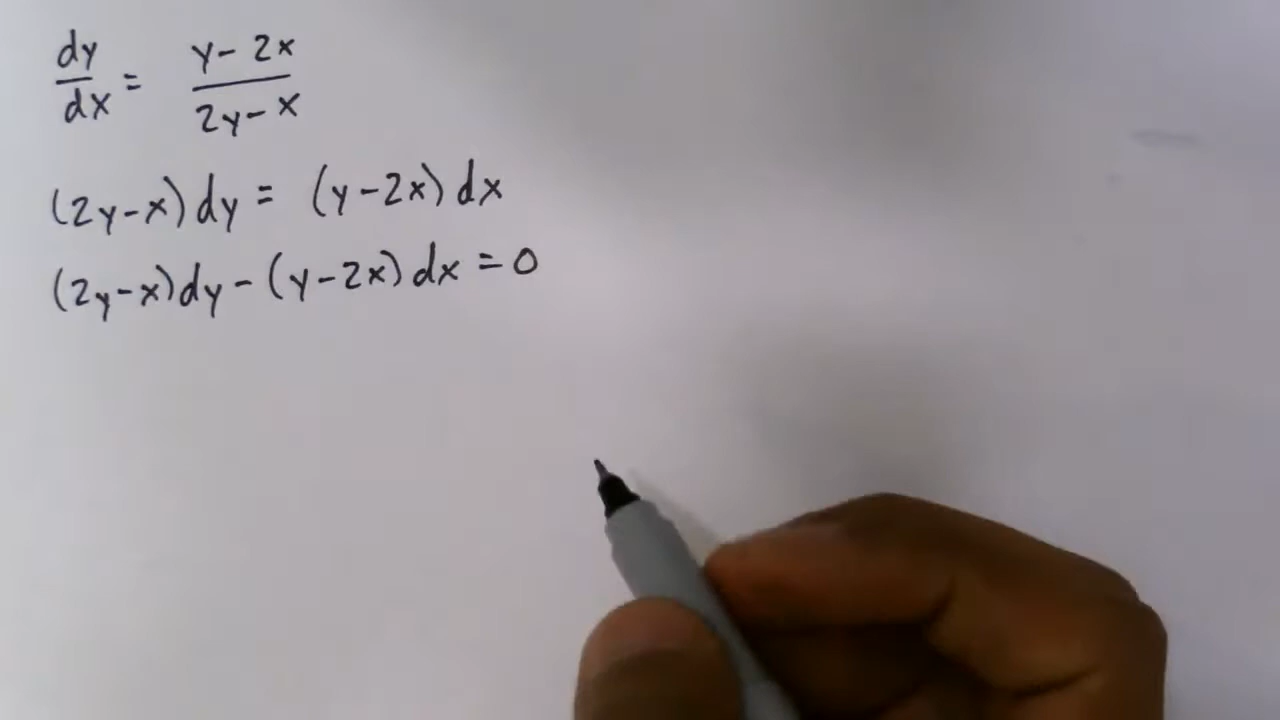 dy/dx = (y - 2x)/(2y - x)
(2y-x)dy = (y-2x)dx
(2y-x)dy - (y-2x)dx = 0